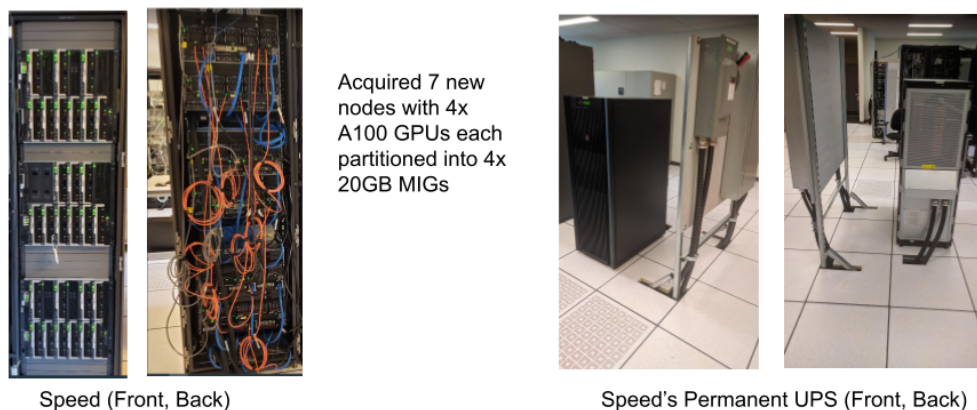 Acquired 7 new
nodes with 4x
A100 GPUs each
partitioned into 4x
20GB MIGs
Speed (Front, Back)
Speed's Permanent UPS (Front, Back)